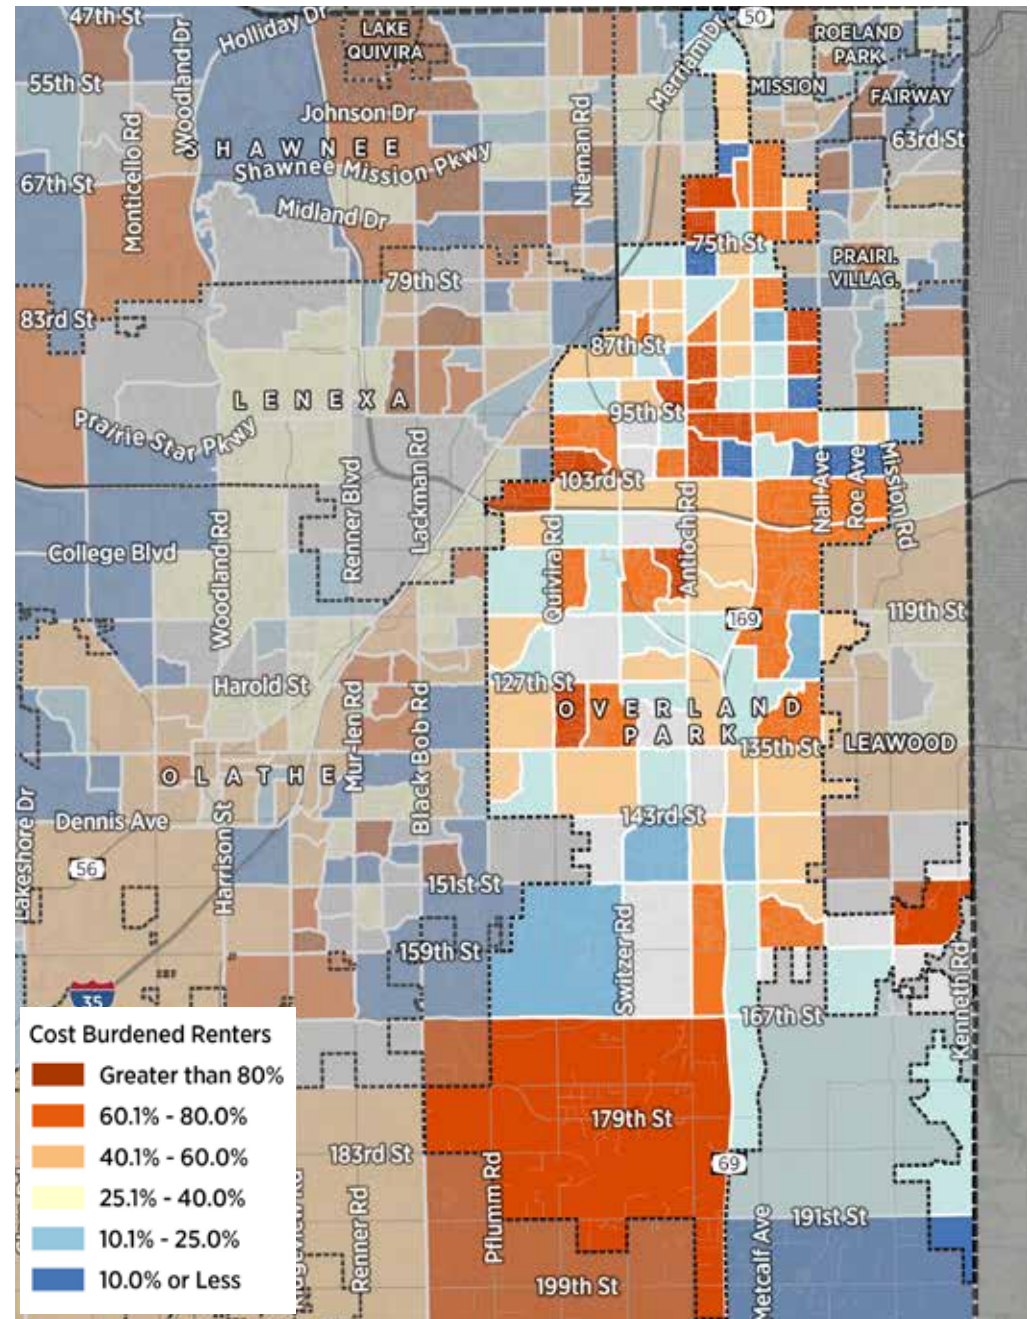 47th St
Holliday Dr
LAKE
QUIVIRA
Merriam Dr
50
ROELAND
PARK
Woodland Dr
55th St
MISSION
FAIRWAY
Johnson Dr
Monticello Rd
SHAWNEE
Nieman Rd
63rd St
Shawnee Mission Pkwy
67th St
Midland Dr
75th St
PRAIRI.
VILLAG.
79th St
83rd St
87th St
LENEXA
95th St
Prairie Star Pkwy
Lackman Rd
Renner Blvd
103rd St
Antioch Rd
Nall Ave
Roe Ave
Mission Rd
College Blvd
Woodland Rd
Quivira Rd
119th St
169
Harold St
127th St
OVERLAND
PARK
135th St
LEAWOOD
Mur-len Rd
Black Bob Rd
OLATHE
Lakeshore Dr
Dennis Ave
143rd St
Harrison St
56
151st St
159th St
Switzer Rd
Kenneth Rd
35
167th St
Cost Burdened Renters
Greater than 80%
60.1% - 80.0%
40.1% - 60.0%
25.1% - 40.0%
10.1% - 25.0%
10.0% or Less
179th St
183rd St
69
Pflumm Rd
Renner Rd
191st St
Metcalf Ave
199th St